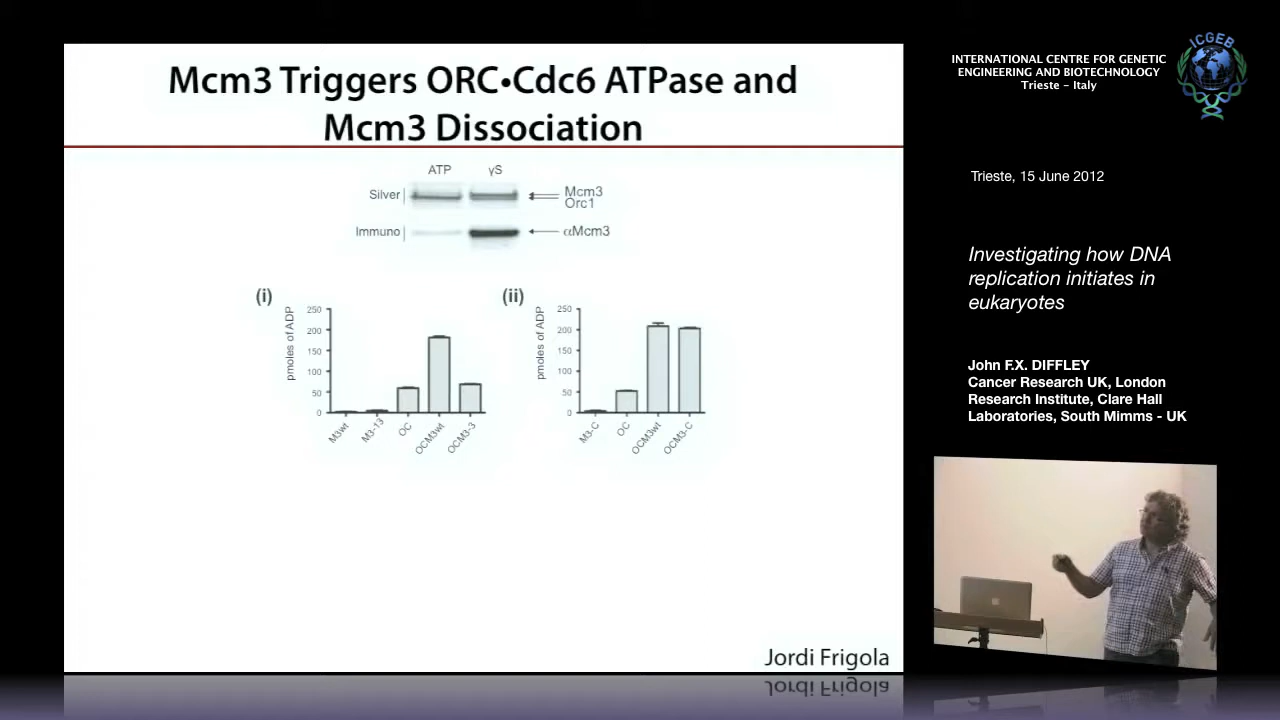 Mcm3 Triggers ORC•Cdc6 ATPase and
Mcm3 Dissociation
ATP
γS
Silver
Mcm3
Orc1
Immuno
αMcm3
(i)
pmoles of ADP
250
200
150
100
50
0
M3wt
M3-13
OC
OCM3wt
OCM3-3
(ii)
pmoles of ADP
250
200
150
100
50
0
M3-C
OC
OCM3wt
OCM3-C
Jordi Frigola
INTERNATIONAL CENTRE FOR GENETIC
ENGINEERING AND BIOTECHNOLOGY
Trieste - Italy
ICGEB
Trieste, 15 June 2012
Investigating how DNA
replication initiates in
eukaryotes
John F.X. DIFFLEY
Cancer Research UK, London
Research Institute, Clare Hall
Laboratories, South Mimms - UK